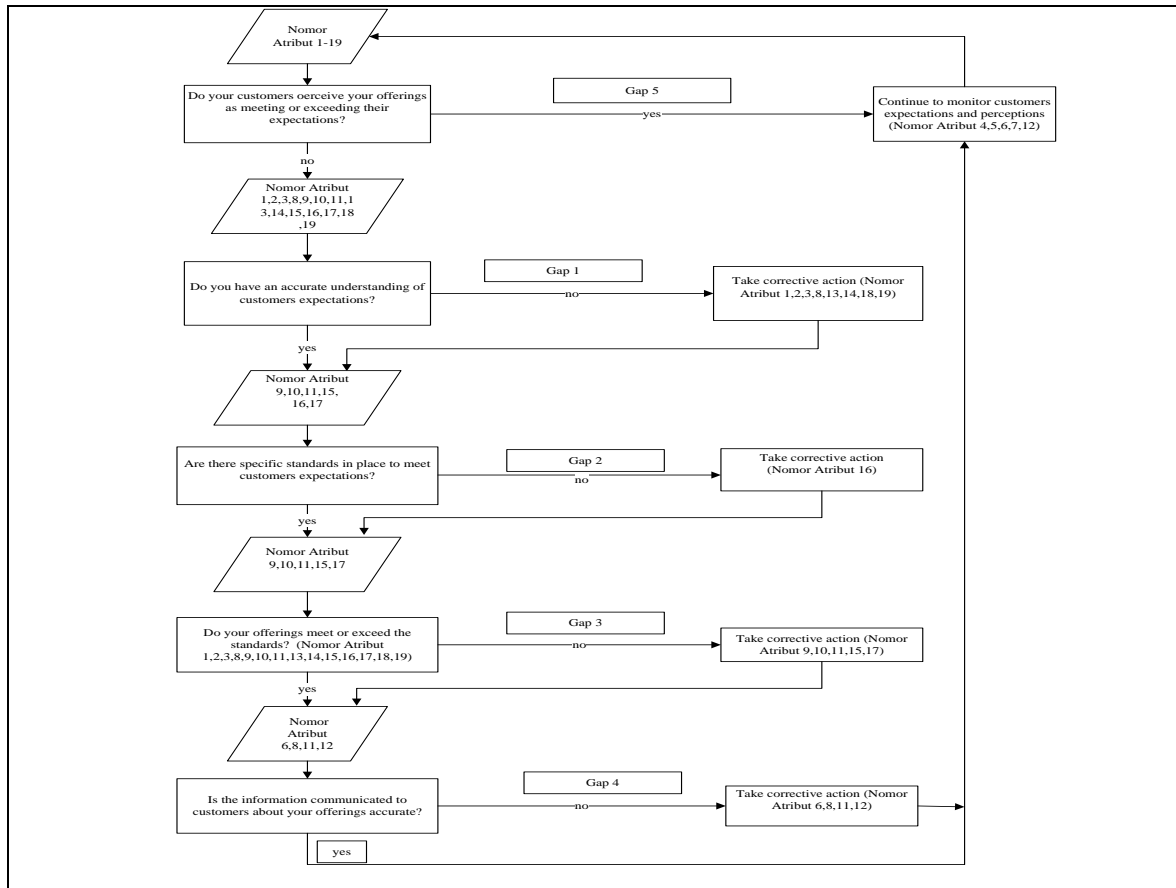 Nomor
Atribut 1-19
Do your customers oerceive your offerings
as meeting or exceeding their
expectations?
Gap 5
yes
Continue to monitor customers
expectations and perceptions
(Nomor Atribut 4,5,6,7,12)
no
Nomor Atribut
1,2,3,8,9,10,11,1
3,14,15,16,17,18
,19
Do you have an accurate understanding of
customers expectations?
Gap 1
no
Take corrective action (Nomor
Atribut 1,2,3,8,13,14,18,19)
yes
Nomor Atribut
9,10,11,15,
16,17
Are there specific standards in place to meet
customers expectations?
Gap 2
no
Take corrective action
(Nomor Atribut 16)
yes
Nomor Atribut
9,10,11,15,17
Do your offerings meet or exceed the
standards? (Nomor Atribut
1,2,3,8,9,10,11,13,14,15,16,17,18,19)
Gap 3
no
Take corrective action (Nomor
Atribut 9,10,11,15,17)
yes
Nomor
Atribut
6,8,11,12
Is the information communicated to
customers about your offerings accurate?
Gap 4
no
Take corrective action (Nomor
Atribut 6,8,11,12)
yes